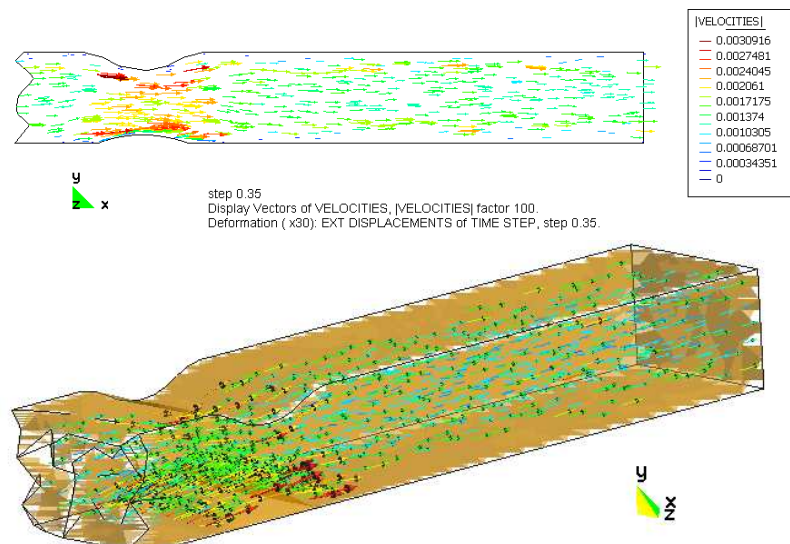 |VELOCITIES|
0.0030916
0.0027481
0.0024045
0.002061
0.0017175
0.001374
0.0010305
0.00068701
0.00034351
0
y
z x
step 0.35
Display Vectors of VELOCITIES, |VELOCITIES| factor 100.
Deformation ( x30): EXT DISPLACEMENTS of TIME STEP, step 0.35.
y
x
z